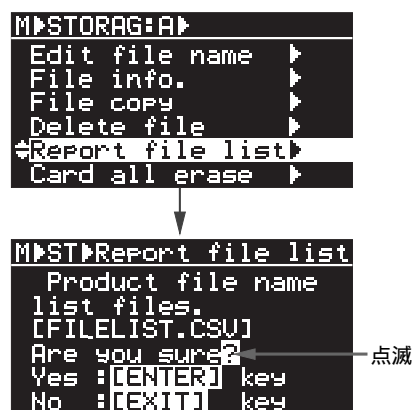 M▶STORAG:A▶
Edit file name ▶
File info. ▶
File copy ▶
Delete file ▶
Report file list▶
Card all erase ▶
M▶ST▶Report file list
Product file name
list files.
[FILELIST.CSV]
Are you sure?
点滅
Yes :[ENTER] key
No :[EXIT] key